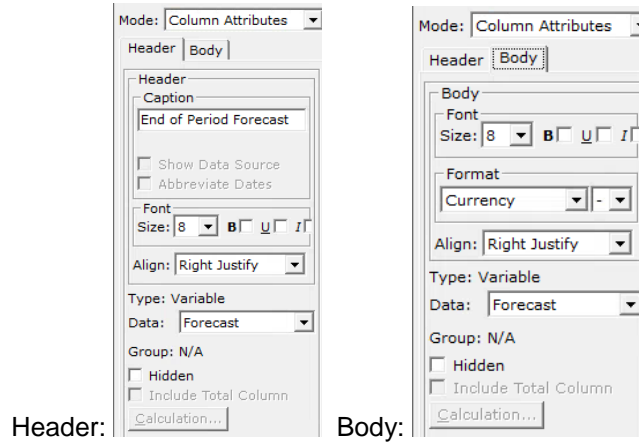 Mode: Column Attributes
Header Body
Header
Caption
End of Period Forecast
Show Data Source
Abbreviate Dates
Font
Size: 8 B U I
Align: Right Justify
Type: Variable
Data: Forecast
Group: N/A
Hidden
Include Total Column
Calculation...
Header:
Mode: Column Attributes
Header Body
Body
Font
Size: 8 B U I
Format
Currency -
Align: Right Justify
Type: Variable
Data: Forecast
Group: N/A
Hidden
Include Total Column
Calculation...
Body: